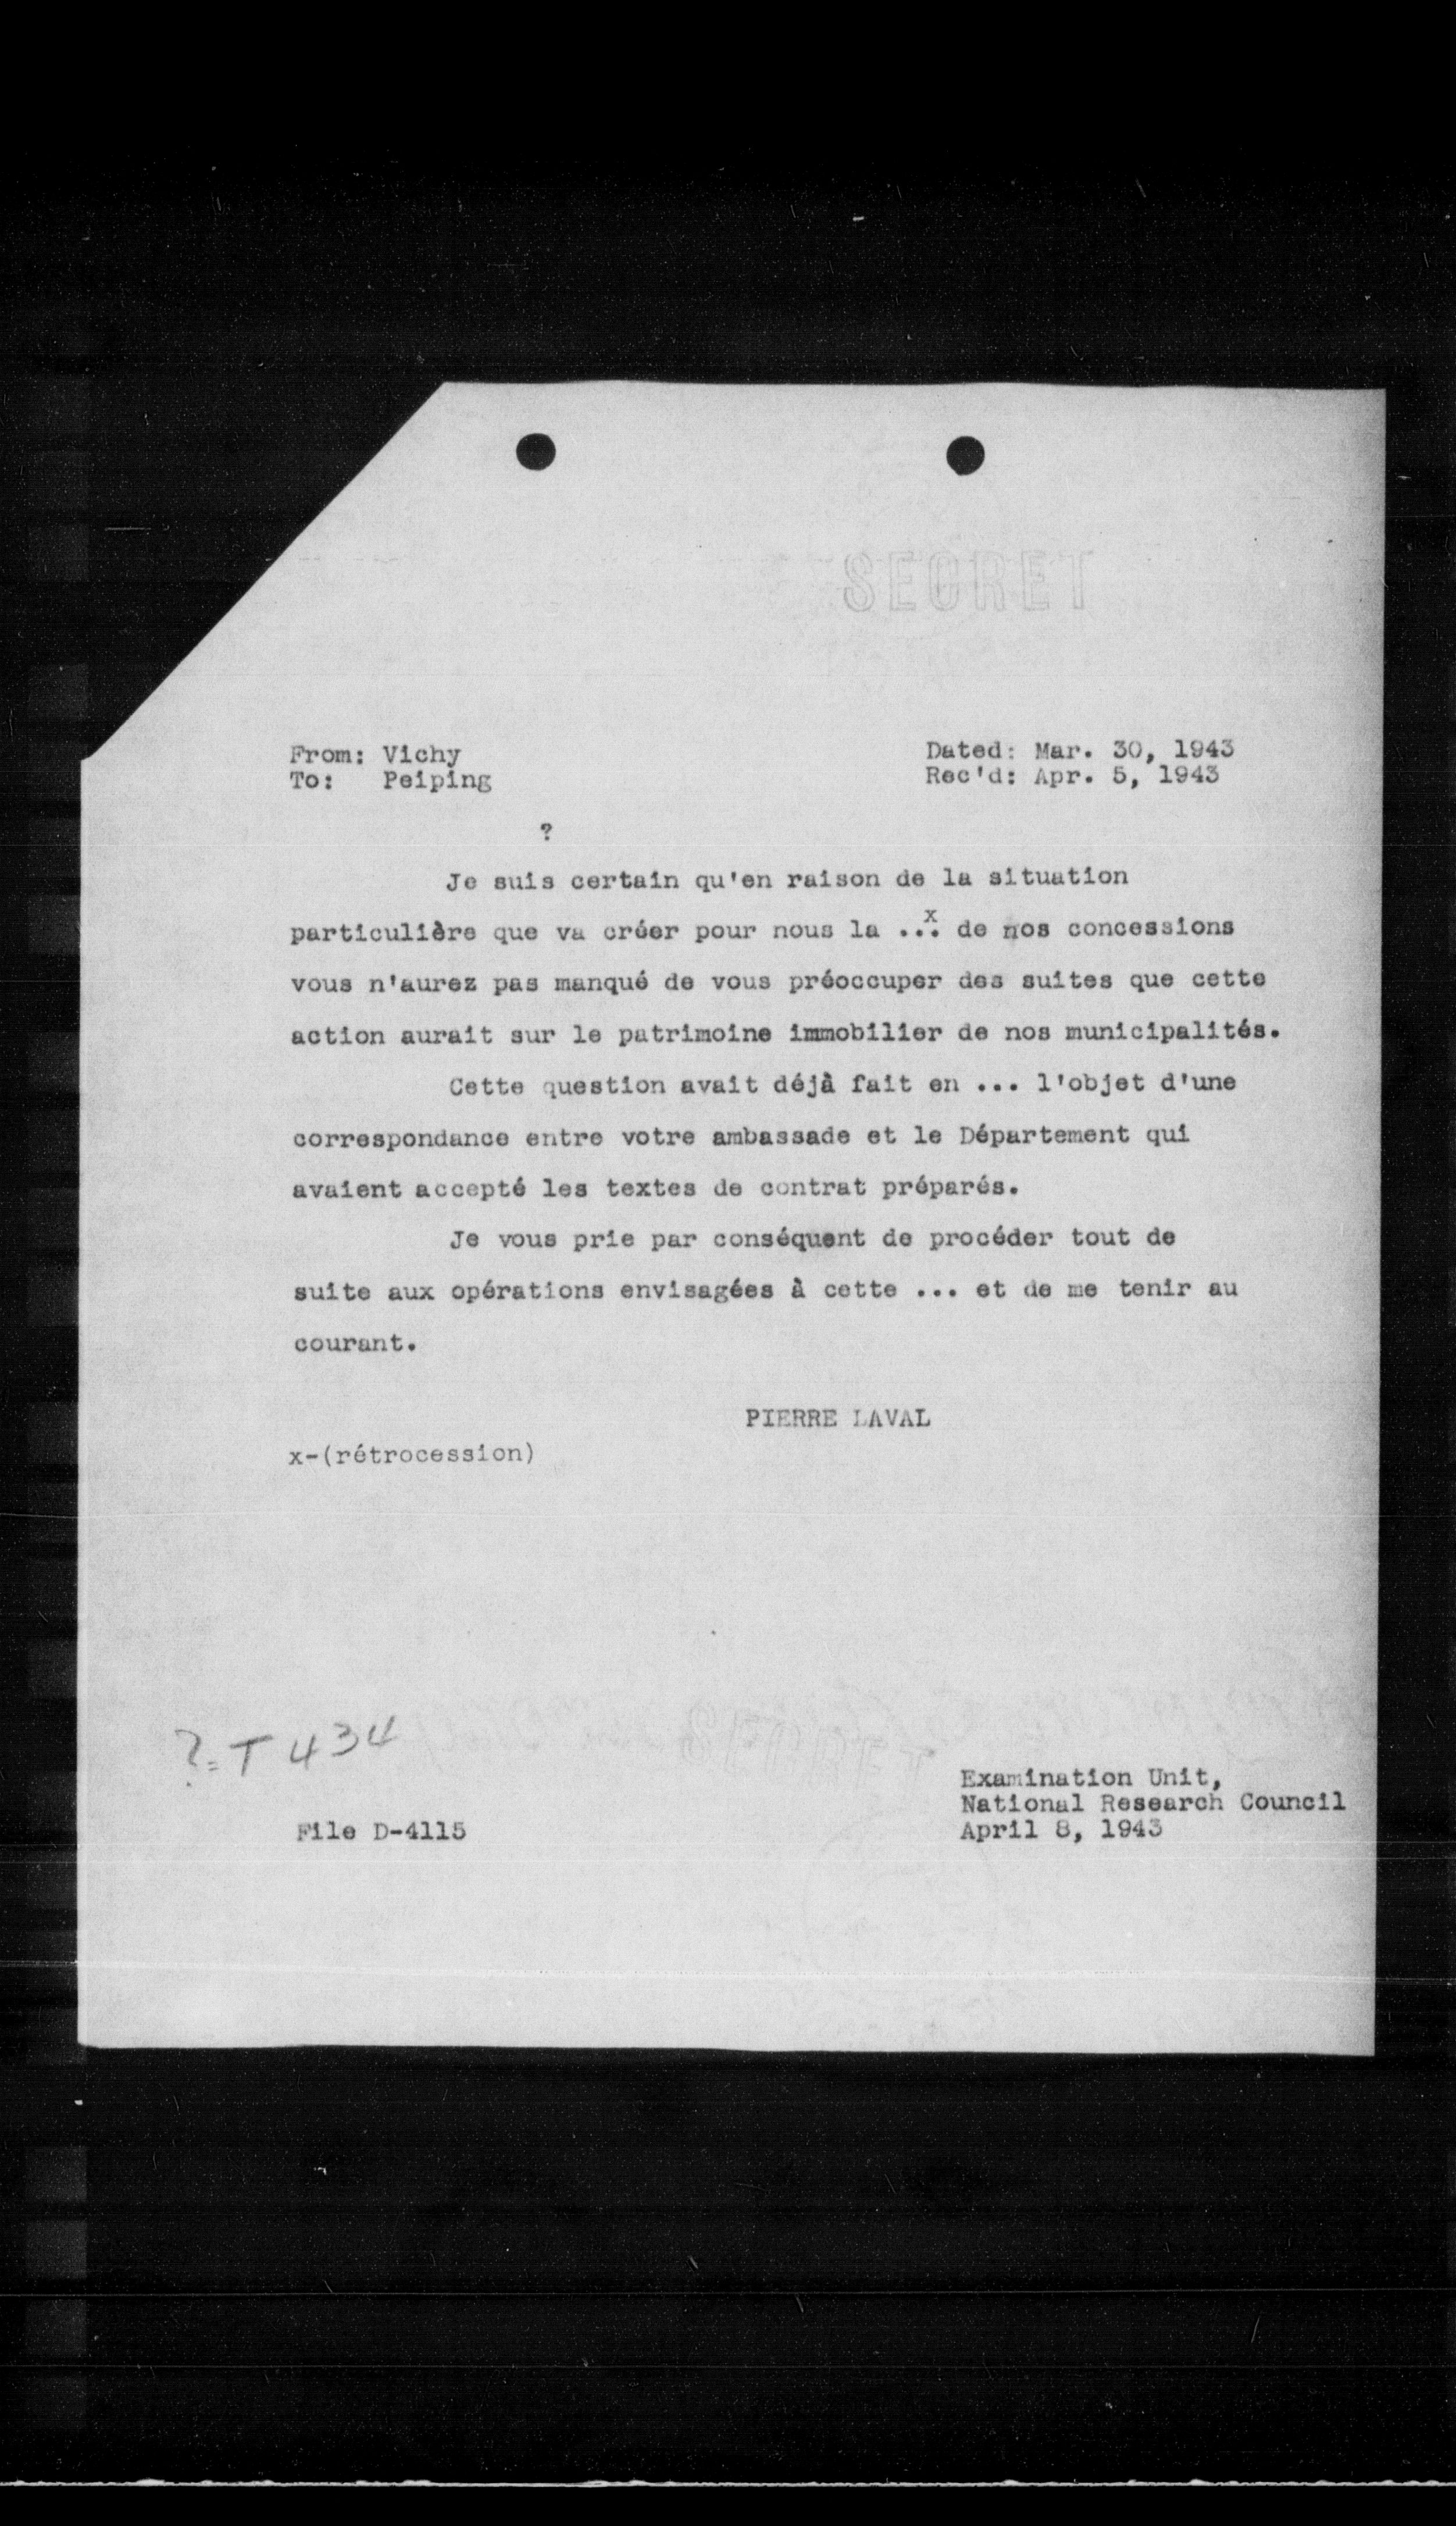 SECRET
From: Vichy
To: Peiping
Dated: Mar. 30, 1943
Rec'd: Apr. 5, 1943
?
Je suis certain qu'en raison de la situation
particulière que va créer pour nous la ...x de nos concessions
vous n'aurez pas manqué de vous préoccuper des suites que cette
action aurait sur le patrimoine immobilier de nos municipalités.
Cette question avait déjà fait en ... l'objet d'une
correspondance entre votre ambassade et le Département qui
avaient accepté les textes de contrat préparés.
Je vous prie par conséquent de procéder tout de
suite aux opérations envisagées à cette ... et de me tenir au
courant.
PIERRE LAVAL
x-(rétrocession)
SECRET
?=T 434
File D-4115
Examination Unit,
National Research Council
April 8, 1943